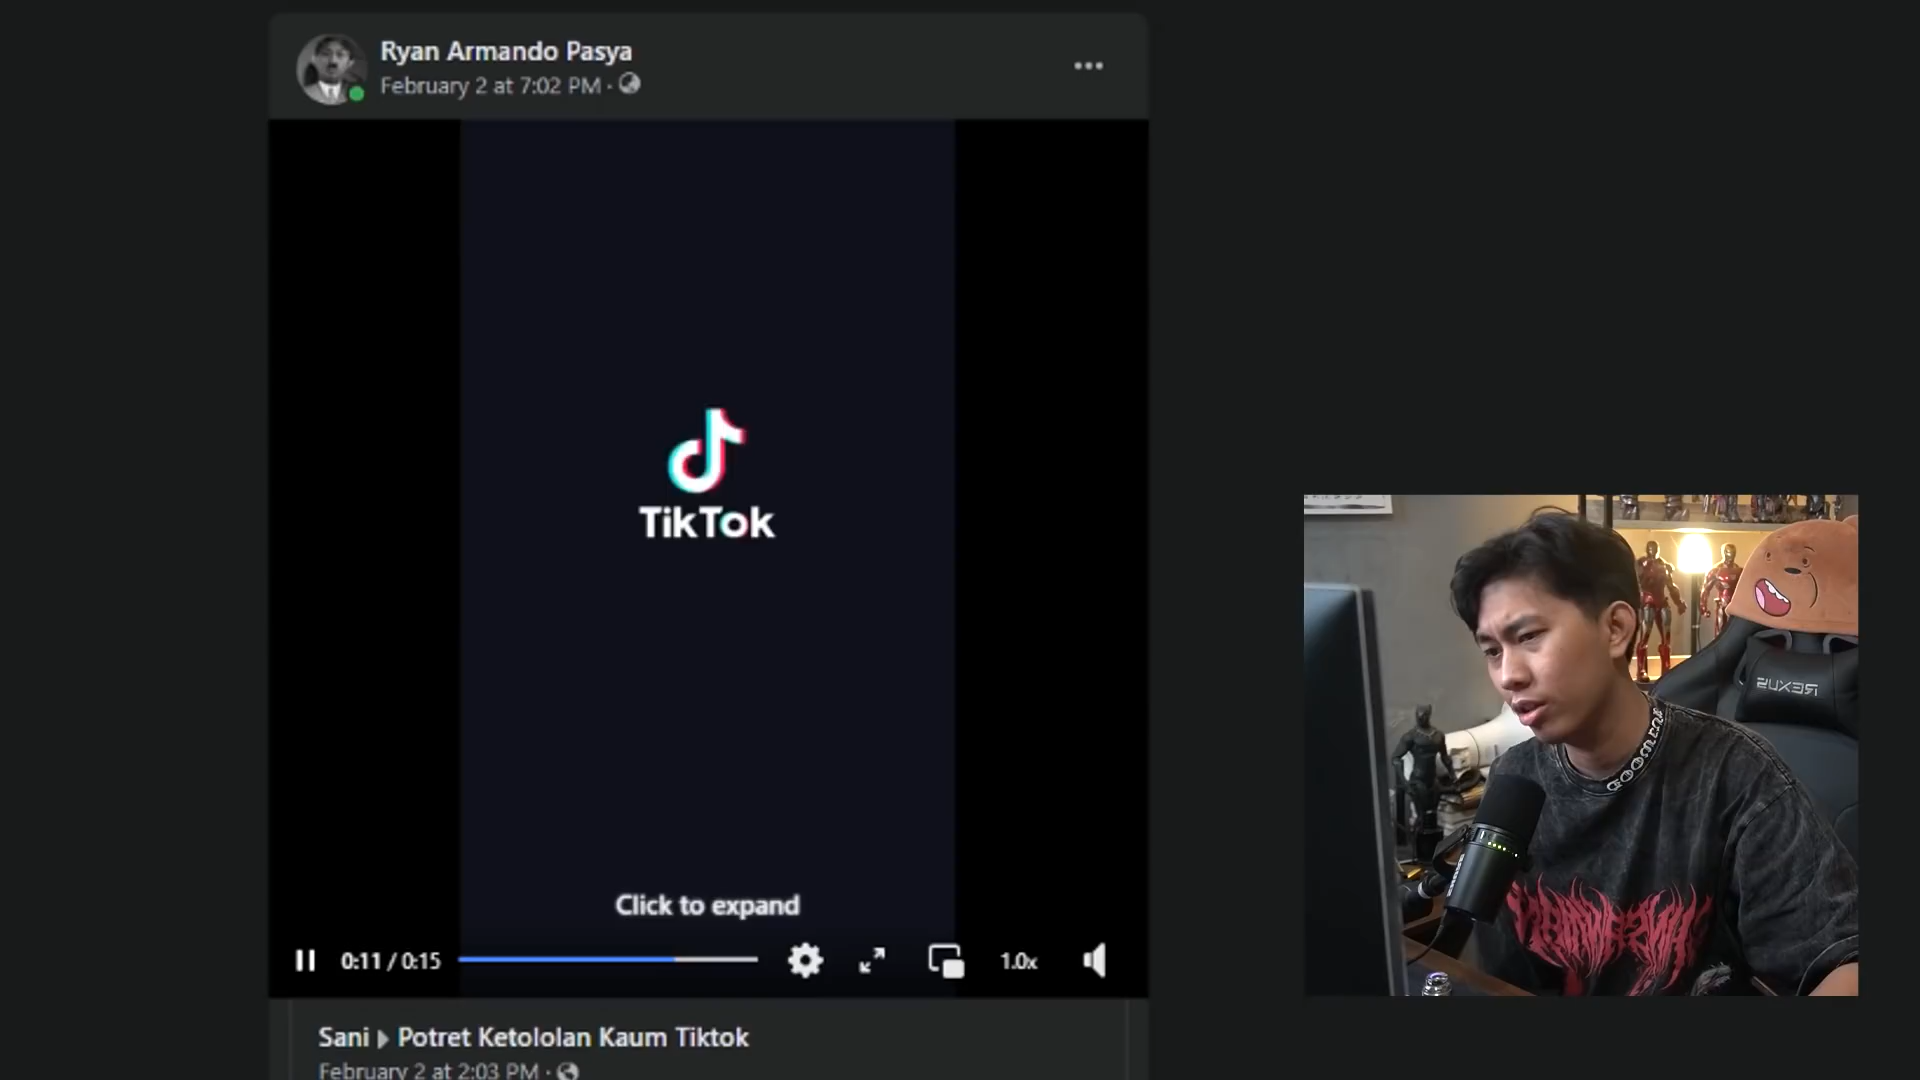 Ryan Armando Pasya
February 2 at 7:02 PM ·
TikTok
Click to expand
0:11 / 0:15
1.0x
Sani ▸ Potret Ketololan Kaum Tiktok
February 2 at 2:03 PM ·
REXUS